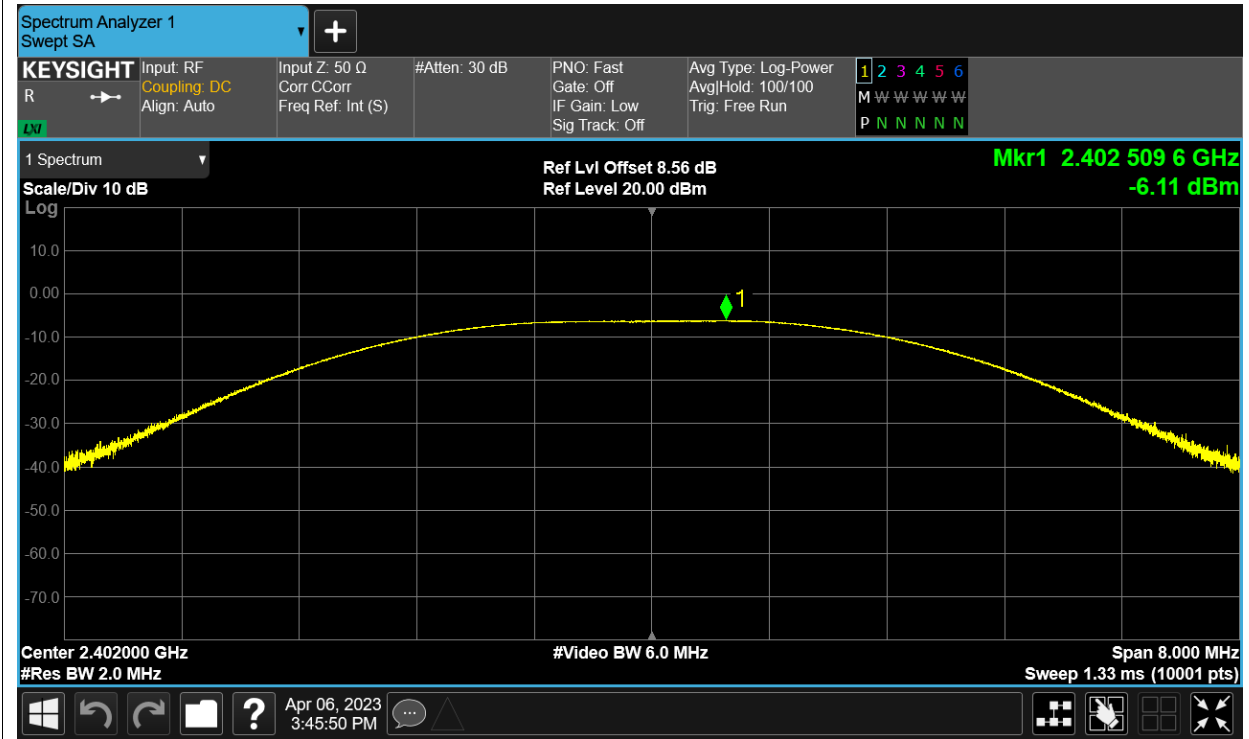 Spectrum Analyzer 1
Swept SA
+
KEYSIGHT
R
LXI
Input: RF
Coupling: DC
Align: Auto
Input Z: 50 Ω
Corr CCorr
Freq Ref: Int (S)
#Atten: 30 dB
PNO: Fast
Gate: Off
IF Gain: Low
Sig Track: Off
Avg Type: Log-Power
Avg|Hold: 100/100
Trig: Free Run
1 2 3 4 5 6
M W W W W W
P N N N N N
1 Spectrum
Scale/Div 10 dB
Ref Lvl Offset 8.56 dB
Ref Level 20.00 dBm
Mkr1 2.402 509 6 GHz
-6.11 dBm
Log
10.0
0.00
1
-10.0
-20.0
-30.0
-40.0
-50.0
-60.0
-70.0
Center 2.402000 GHz
#Video BW 6.0 MHz
Span 8.000 MHz
#Res BW 2.0 MHz
Sweep 1.33 ms (10001 pts)
?
Apr 06, 2023
3:45:50 PM